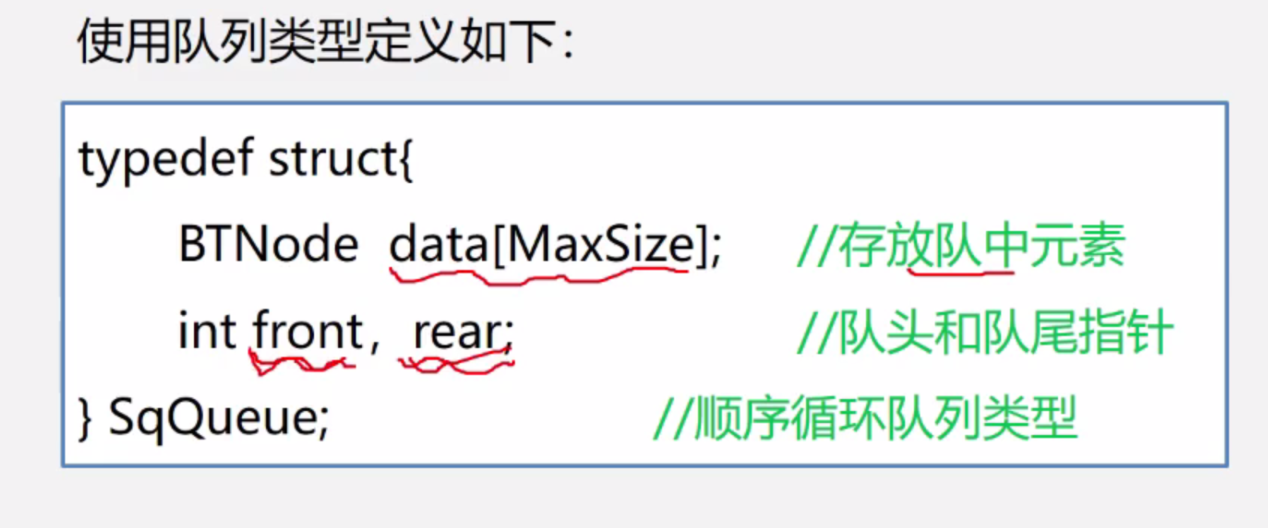 使用队列类型定义如下：
typedef struct{
BTNode data[MaxSize]; //存放队中元素
int front，rear; //队头和队尾指针
} SqQueue; //顺序循环队列类型